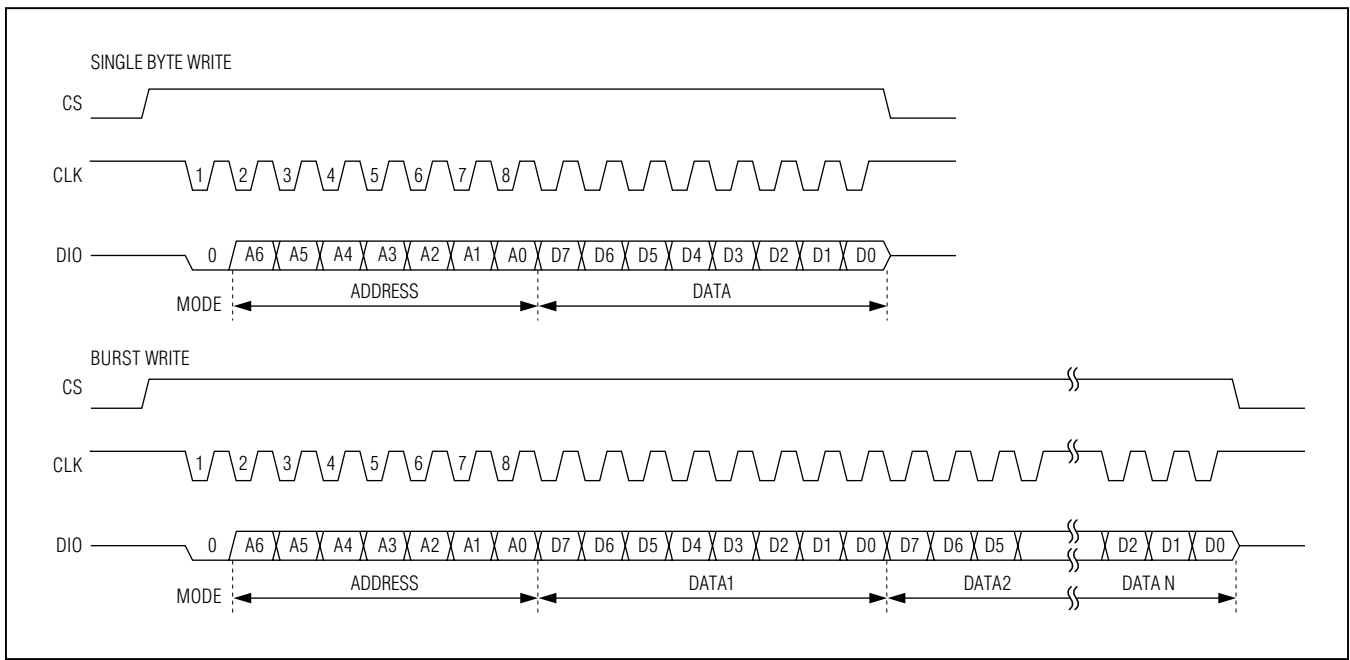 SINGLE BYTE WRITE
CS
CLK 1 2 3 4 5 6 7 8
DIO 0 A6 A5 A4 A3 A2 A1 A0 D7 D6 D5 D4 D3 D2 D1 D0
MODE ADDRESS DATA
BURST WRITE
CS
CLK 1 2 3 4 5 6 7 8
DIO 0 A6 A5 A4 A3 A2 A1 A0 D7 D6 D5 D4 D3 D2 D1 D0 D7 D6 D5 D2 D1 D0
MODE ADDRESS DATA1 DATA2 DATA N